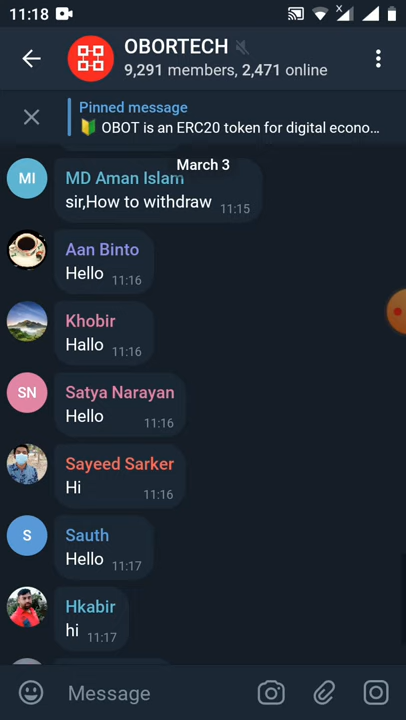 11:18
OBORTECH
9,291 members, 2,471 online
Pinned message
OBOT is an ERC20 token for digital econo...
March 3
MI
MD Aman Islam
sir,How to withdraw 11:15
Aan Binto
Hello 11:16
Khobir
Hallo 11:16
SN
Satya Narayan
Hello 11:16
Sayeed Sarker
Hi 11:16
S
Sauth
Hello 11:17
Hkabir
hi 11:17
Message